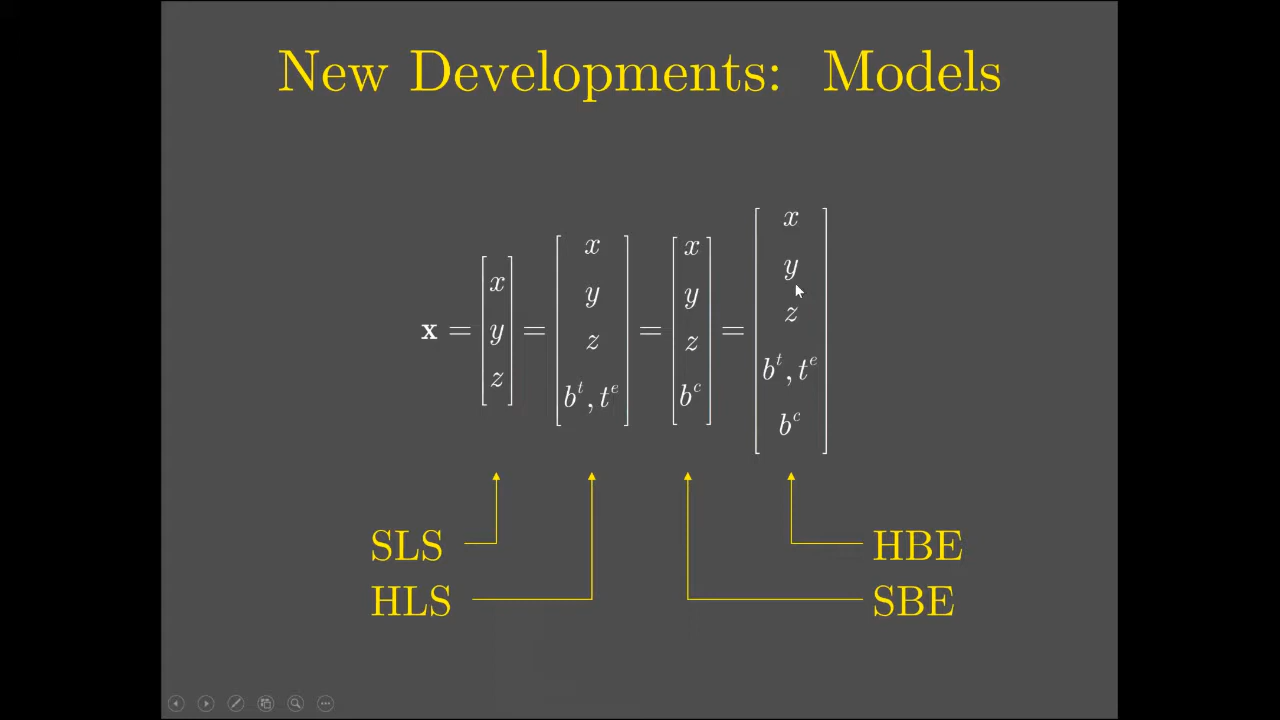 New Developments: Models
x = [x y z] = [x y z b^t, t^e] = [x y z b^c] = [x y z b^t, t^e b^c]
SLS
HLS
HBE
SBE